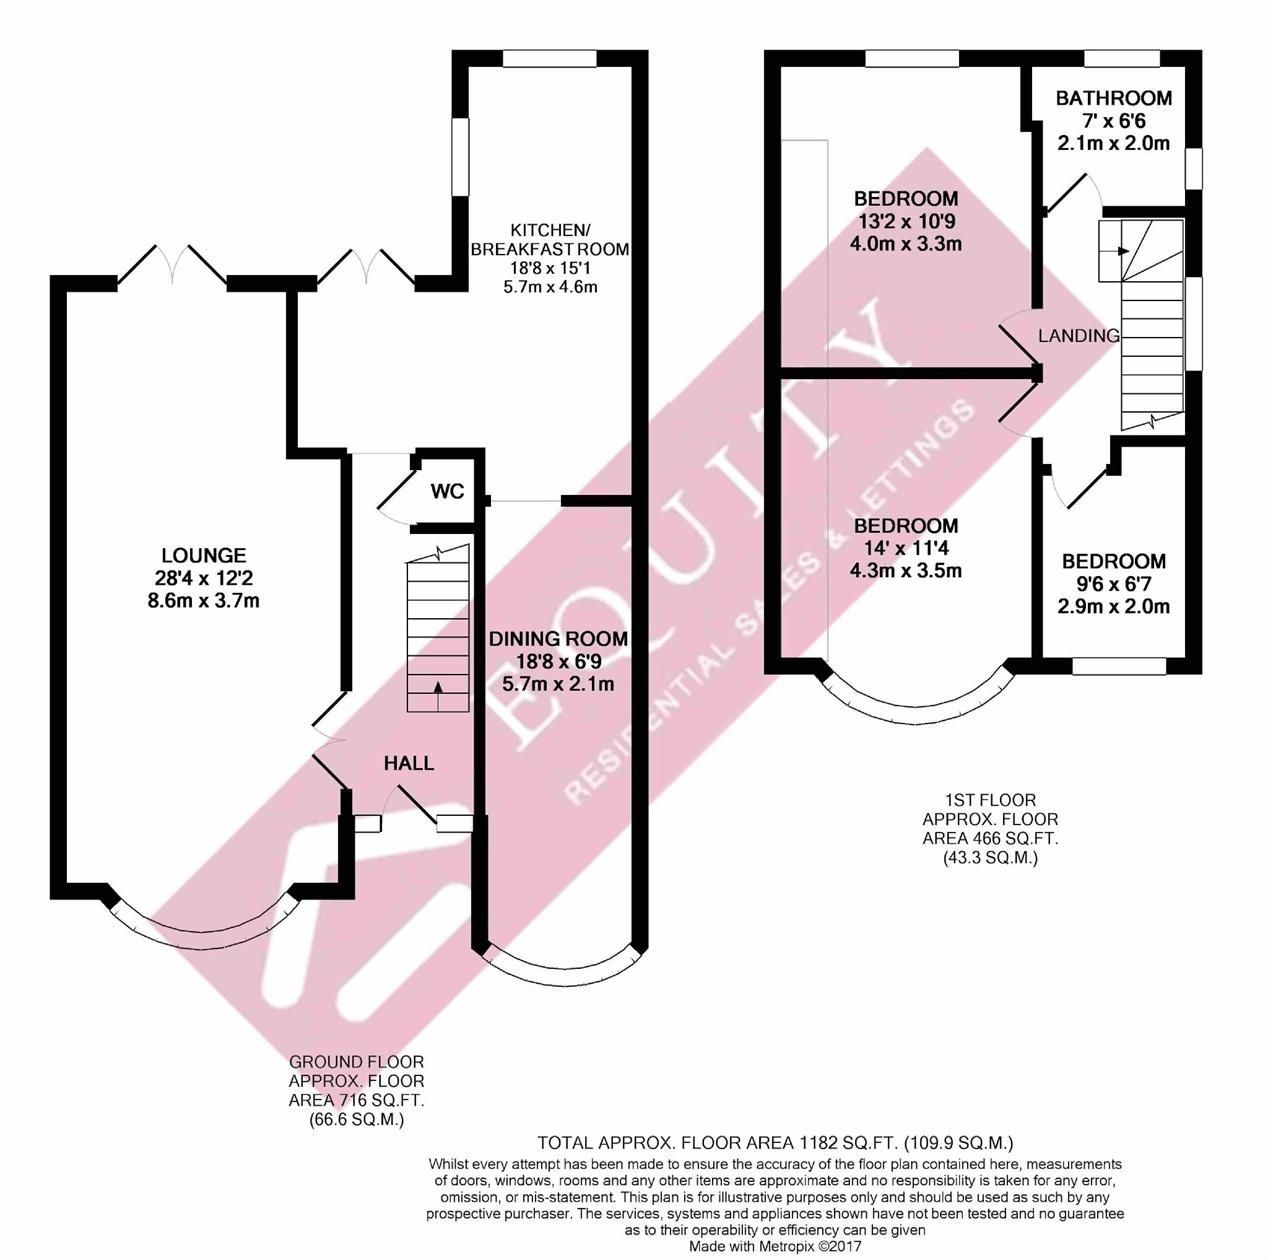 KITCHEN/
BREAKFAST ROOM
18'8 x 15'1
5.7m x 4.6m
WC
LOUNGE
28'4 x 12'2
8.6m x 3.7m
DINING ROOM
18'8 x 6'9
5.7m x 2.1m
HALL
GROUND FLOOR
APPROX. FLOOR
AREA 716 SQ.FT.
(66.6 SQ.M.)
BATHROOM
7' x 6'6
2.1m x 2.0m
BEDROOM
13'2 x 10'9
4.0m x 3.3m
LANDING
BEDROOM
14' x 11'4
4.3m x 3.5m
BEDROOM
9'6 x 6'7
2.9m x 2.0m
1ST FLOOR
APPROX. FLOOR
AREA 466 SQ.FT.
(43.3 SQ.M.)
EQUITY
RESIDENTIAL SALES & LETTINGS
TOTAL APPROX. FLOOR AREA 1182 SQ.FT. (109.9 SQ.M.)
Whilst every attempt has been made to ensure the accuracy of the floor plan contained here, measurements
of doors, windows, rooms and any other items are approximate and no responsibility is taken for any error,
omission, or mis-statement. This plan is for illustrative purposes only and should be used as such by any
prospective purchaser. The services, systems and appliances shown have not been tested and no guarantee
as to their operability or efficiency can be given
Made with Metropix ©2017